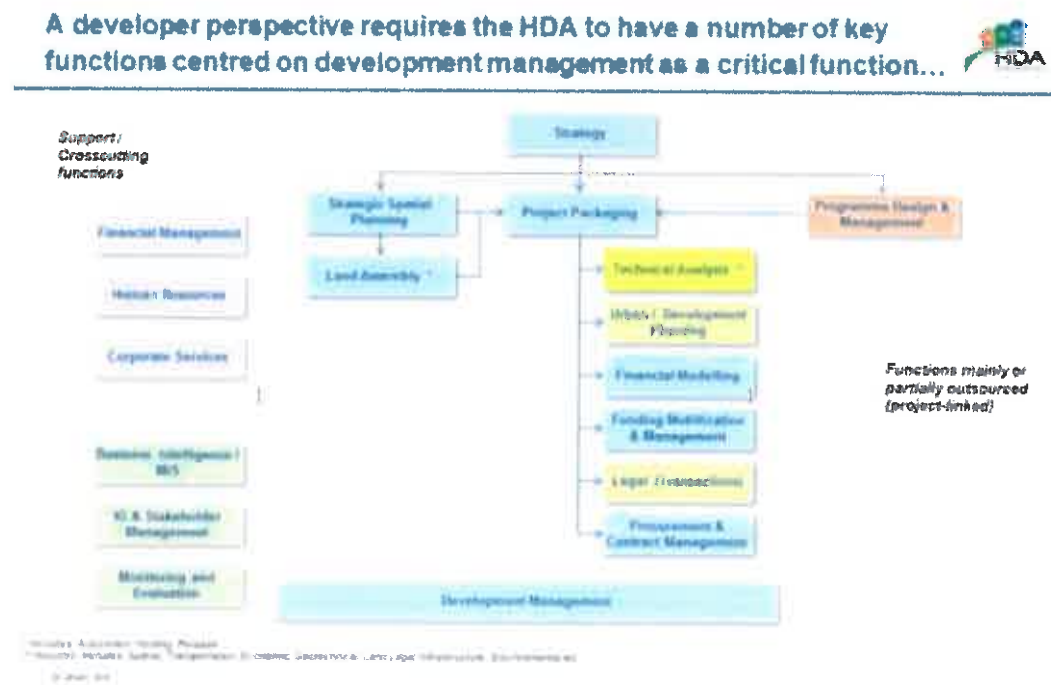 A developer perspective requires the HDA to have a number of key
functions centred on development management as a critical function...
HDA
Support /
Crosscutting
functions
Strategy
Strategic Spatial
Planning
Project Packaging
Programme Design &
Management
Financial Management
Land Assembly *
Technical Analysis **
Human Resources
Urban / Development
Planning
Corporate Services
Financial Modelling
Functions mainly or
partially outsourced
(project-linked)
Funding Mobilisation
& Management
Business Intelligence /
MIS
Legal (Transactions)
IG & Stakeholder
Management
Procurement &
Contract Management
Monitoring and
Evaluation
Development Management